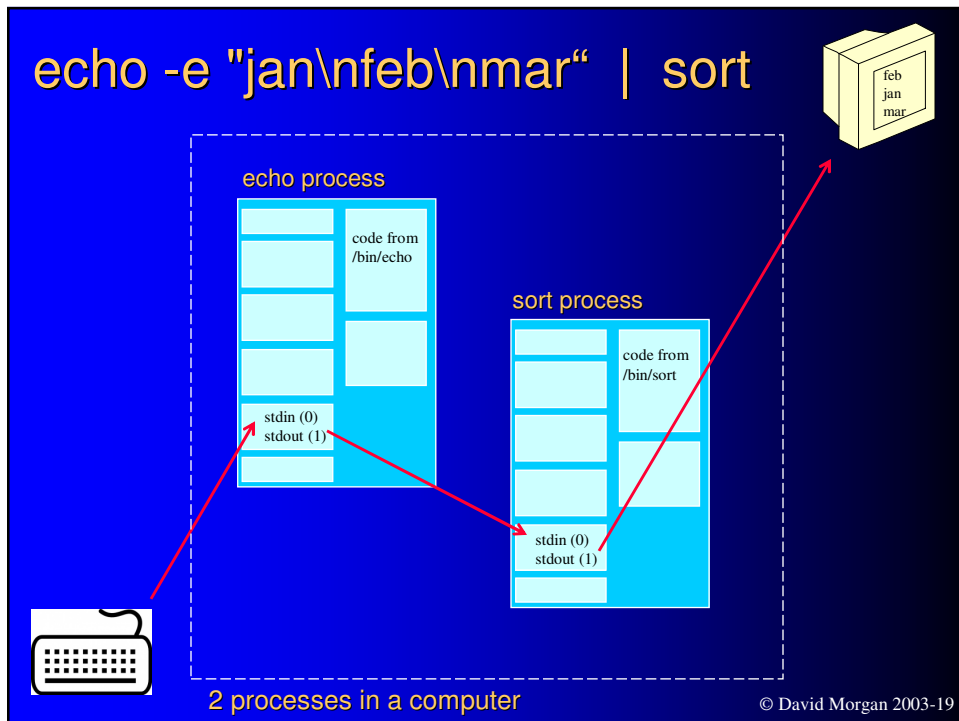 echo -e "jan\nfeb\nmar“ | sort
feb
jan
mar
echo process
code from
/bin/echo
stdin (0)
stdout (1)
sort process
code from
/bin/sort
stdin (0)
stdout (1)
2 processes in a computer
© David Morgan 2003-19